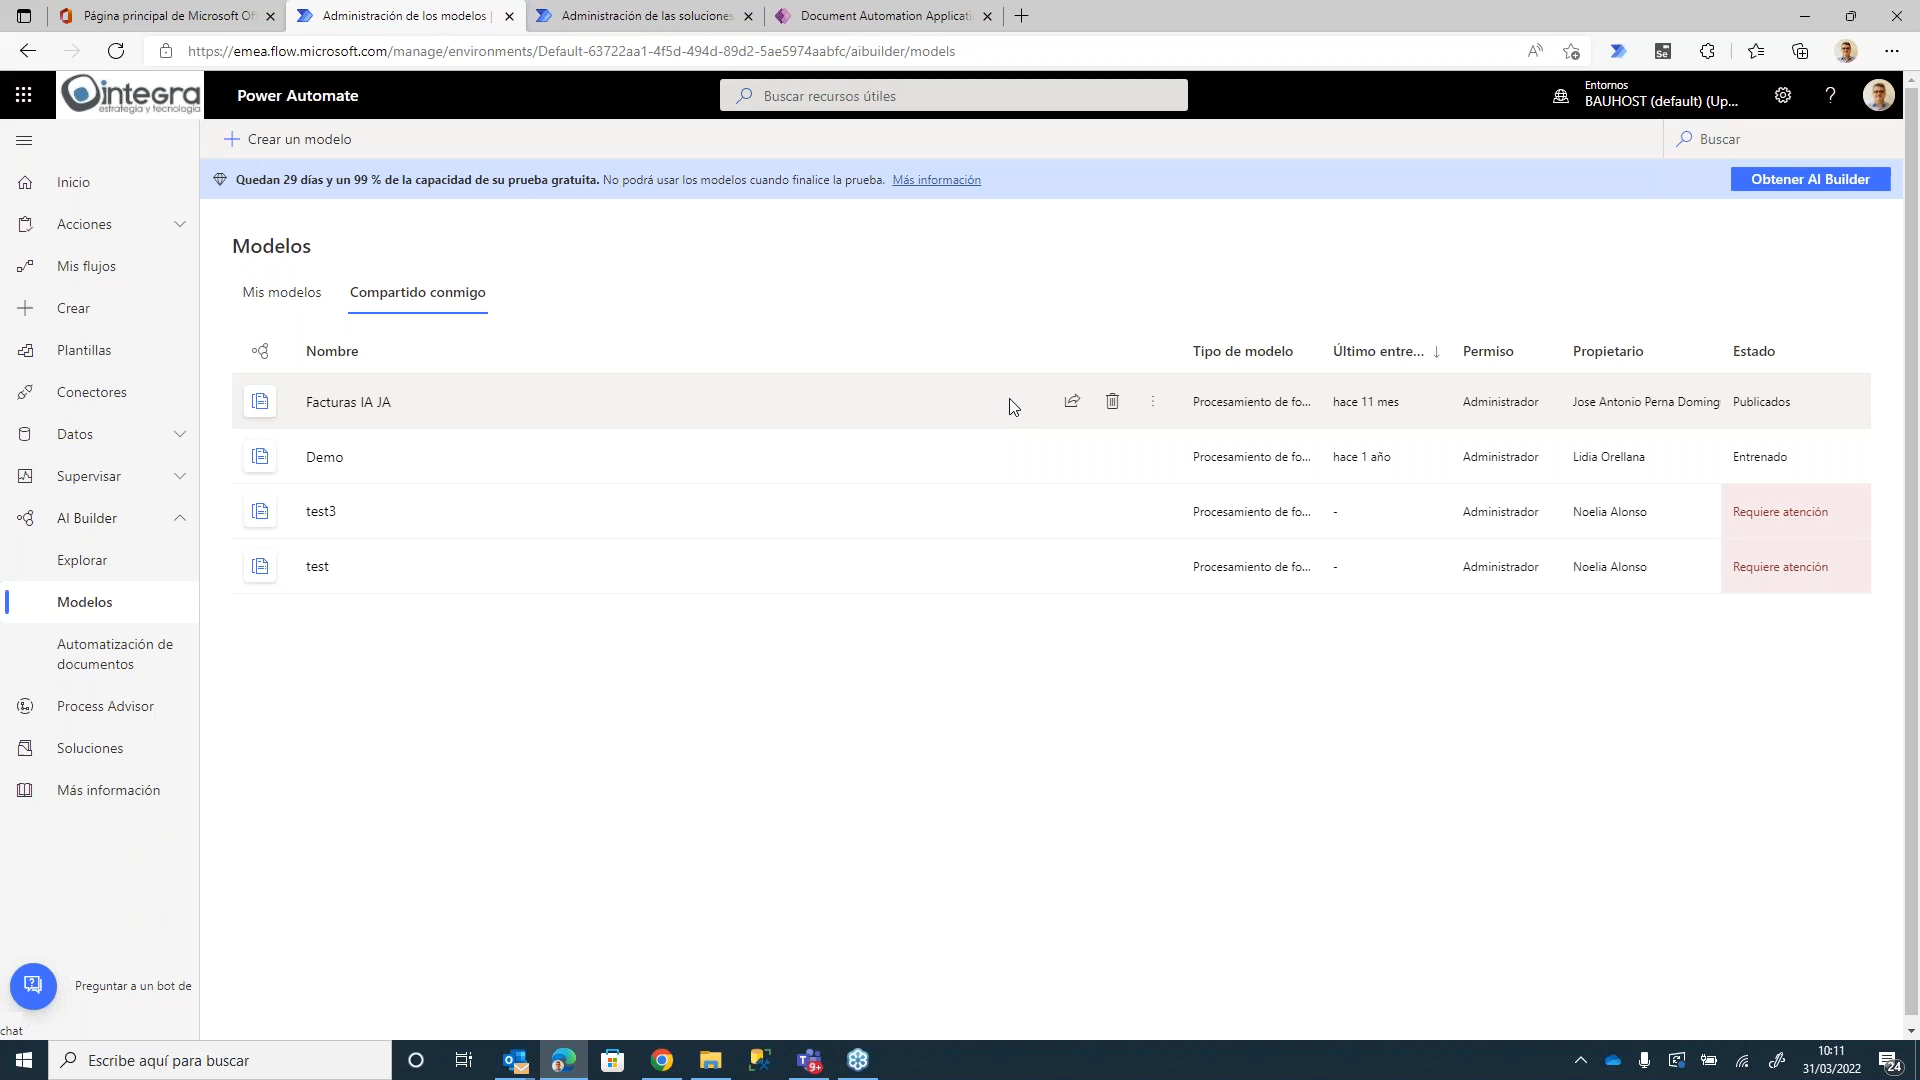 Página principal de Microsoft Of
Administración de los modelos |
Administración de las soluciones
Document Automation Applicati
https://emea.flow.microsoft.com/manage/environments/Default-63722aa1-4f5d-494d-89d2-5ae5974aabfc/aibuilder/models
integra
estrategia y tecnología
Power Automate
Buscar recursos útiles
Entornos
BAUHOST (default) (Up...
Crear un modelo
Buscar
Quedan 29 días y un 99 % de la capacidad de su prueba gratuita. No podrá usar los modelos cuando finalice la prueba. Más información
Obtener AI Builder
Inicio
Acciones
Mis flujos
Crear
Plantillas
Conectores
Datos
Supervisar
AI Builder
Explorar
Modelos
Automatización de
documentos
Process Advisor
Soluciones
Más información
Preguntar a un bot de
chat
Modelos
Mis modelos
Compartido conmigo
Nombre Tipo de modelo Último entre... ↓ Permiso Propietario Estado
Facturas IA JA Procesamiento de fo... hace 11 mes Administrador Jose Antonio Perna Doming Publicados
Demo Procesamiento de fo... hace 1 año Administrador Lidia Orellana Entrenado
test3 Procesamiento de fo... - Administrador Noelia Alonso Requiere atención
test Procesamiento de fo... - Administrador Noelia Alonso Requiere atención
Escribe aquí para buscar
9+
10:11
31/03/2022
24